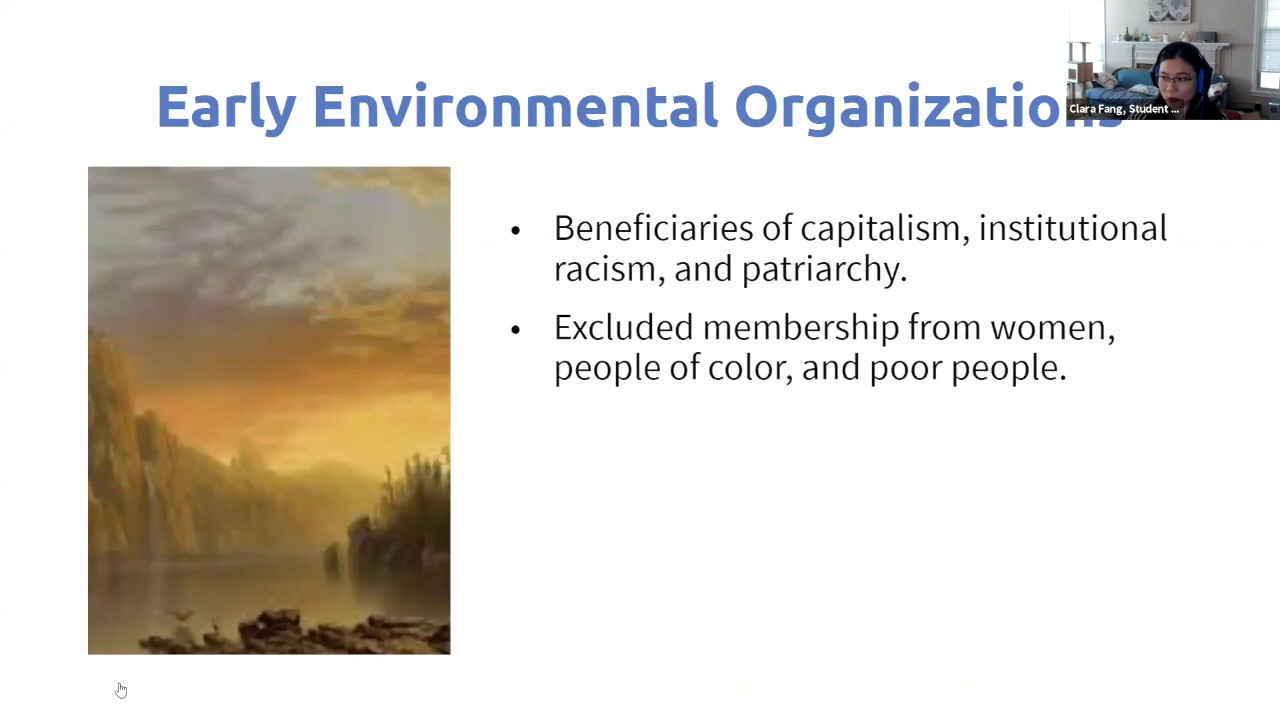 Early Environmental Organizations
Clara Fang, Student ...
• Beneficiaries of capitalism, institutional
racism, and patriarchy.
• Excluded membership from women,
people of color, and poor people.